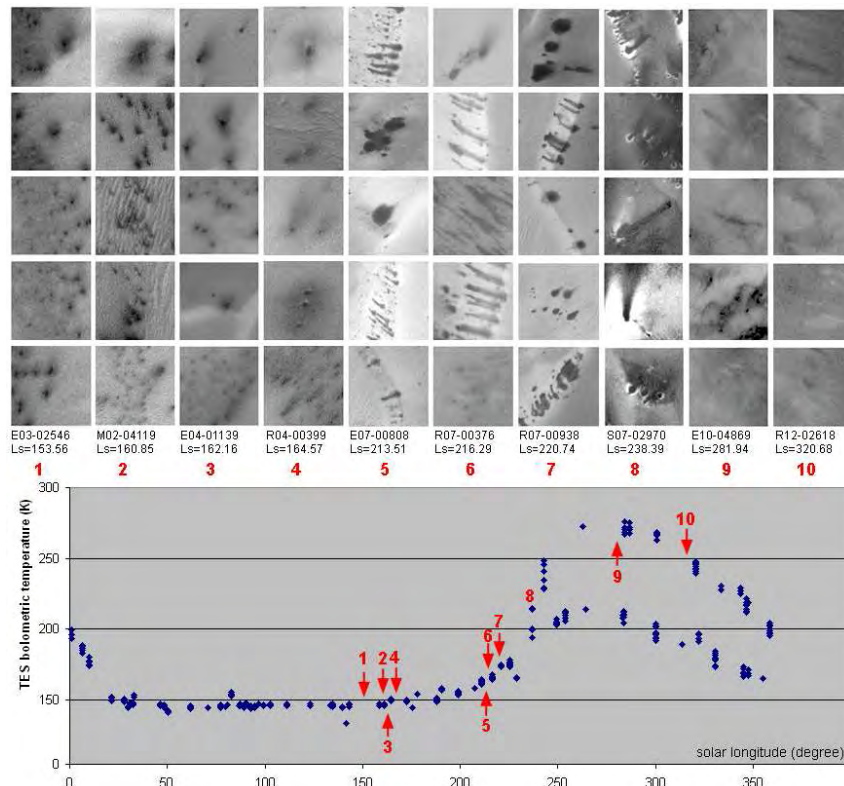 E03-02546 M02-04119 E04-01139 R04-00399 E07-00808 R07-00376 R07-00938 S07-02970 E10-04869 R12-02618
Ls=153.56 Ls=160.85 Ls=162.16 Ls=164.57 Ls=213.51 Ls=216.29 Ls=220.74 Ls=238.39 Ls=281.94 Ls=320.68
1 2 3 4 5 6 7 8 9 10
TES bolometric temperature (K)
300
250
200
150
0
10
9
8
7
6
1 2 4
5
3
solar longitude (degree)
0 50 100 150 200 250 300 350